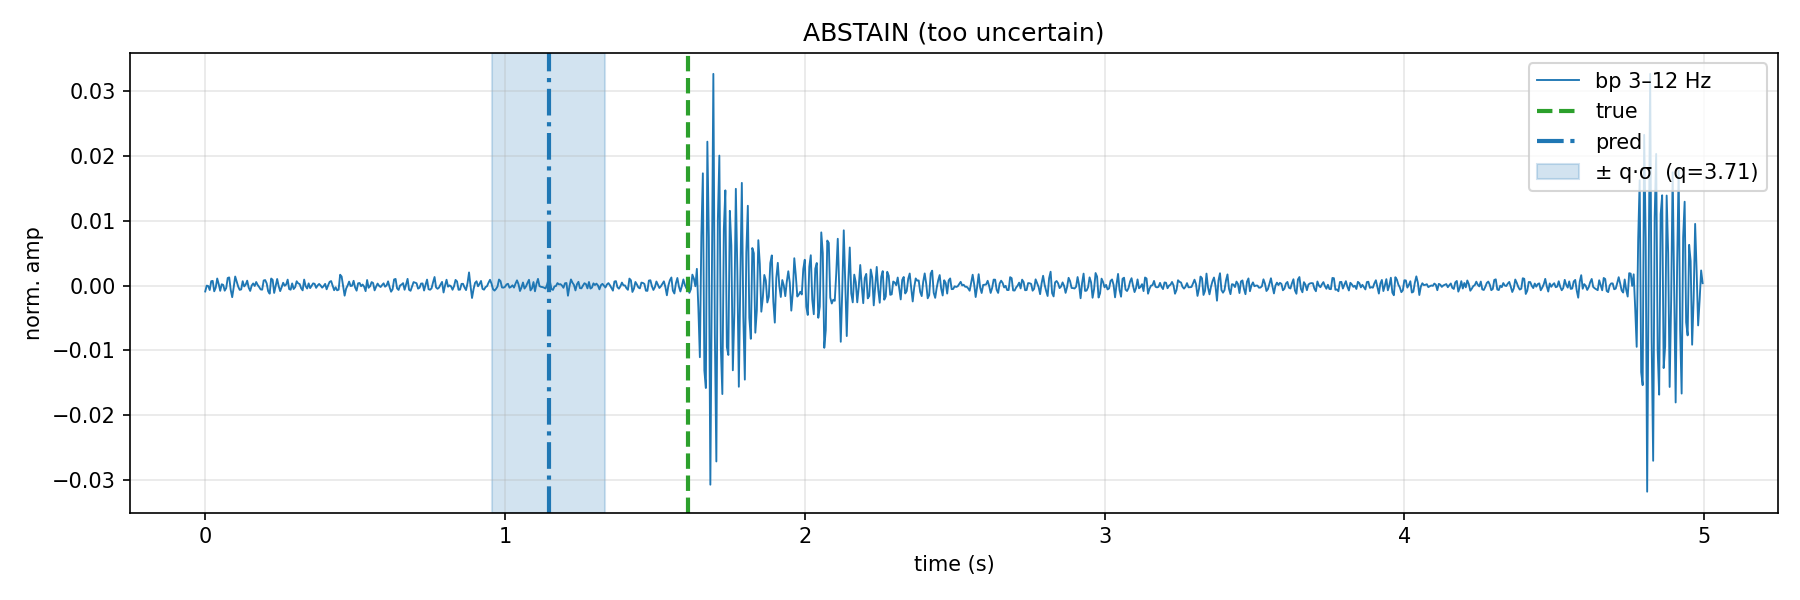 ABSTAIN (too uncertain)
bp 3–12 Hz
true
pred
± q·σ (q=3.71)
norm. amp
0.03
0.02
0.01
0.00
−0.01
−0.02
−0.03
0 1 2 3 4 5
time (s)